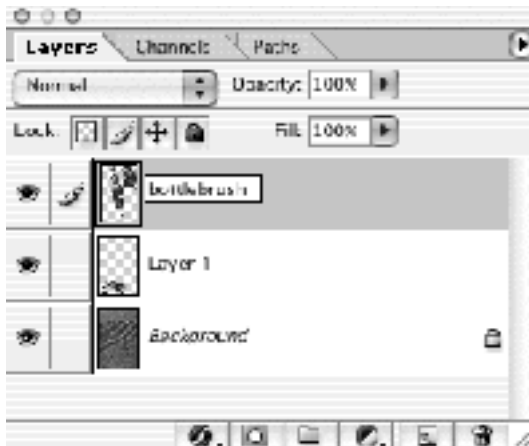 Layers Channels Paths
Normal Opacity: 100%
Lock: Fill: 100%
bottlebrush
Layer 1
Background